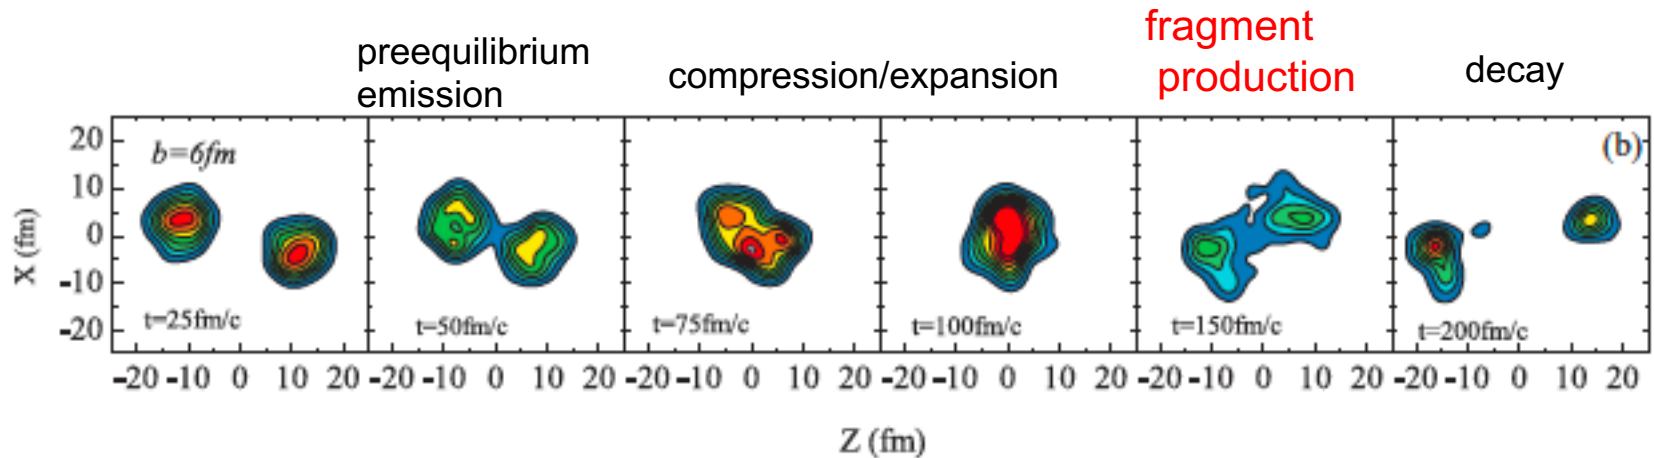 preequilibrium
emission
compression/expansion
fragment
production
decay
20
10
0
-10
-20
X (fm)
b=6fm
(b)
t=25fm/c
t=50fm/c
t=75fm/c
t=100fm/c
t=150fm/c
t=200fm/c
-20 -10 0 10 20 -20 -10 0 10 20 -20 -10 0 10 20 -20 -10 0 10 20 -20 -10 0 10 20 -20 -10 0 10 20
Z (fm)